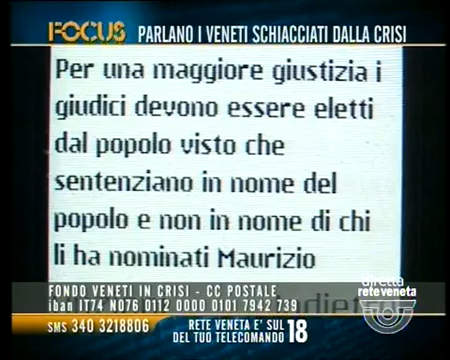 FOCUS PARLANO I VENETI SCHIACCIATI DALLA CRISI
Per una maggiore giustizia i
giudici devono essere eletti
dal popolo visto che
sentenziano in nome del
popolo e non in nome di chi
li ha nominati Maurizio
FONDO VENETI IN CRISI - CC POSTALE
iban IT74 N076 0112 0000 0101 7942 739
diretta
reteveneta
SMS 340 3218806
RETE VENETA E' SUL
DEL TUO TELECOMANDO 18